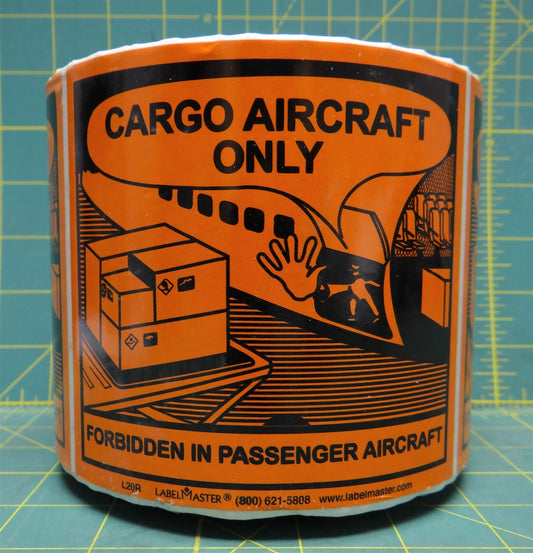 CARGO AIRCRAFT
ONLY
FORBIDDEN IN PASSENGER AIRCRAFT
L20R LABELMASTER® (800) 621-5808 www.labelmaster.com